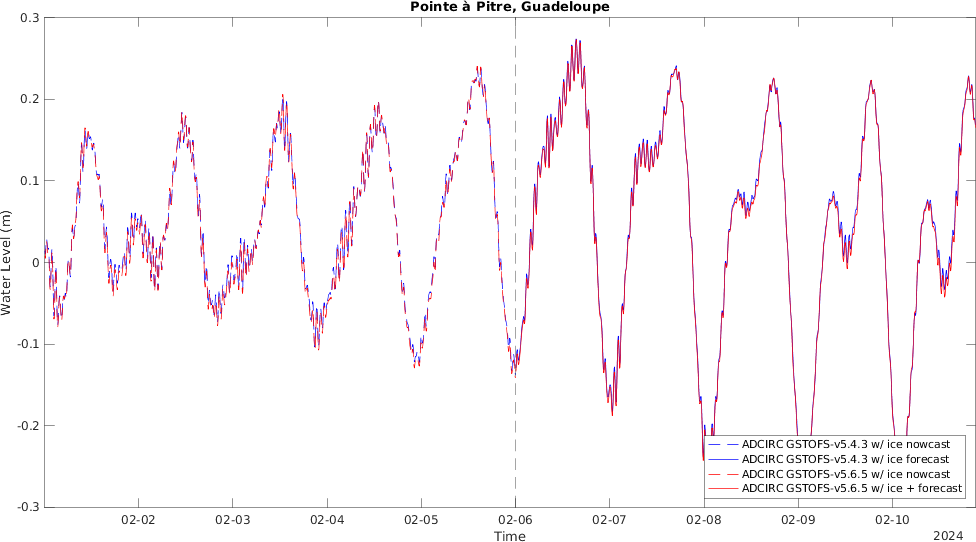 Pointe à Pitre, Guadeloupe
0.3
0.2
0.1
0
-0.1
-0.2
-0.3
Water Level (m)
ADCIRC GSTOFS-v5.4.3 w/ ice nowcast
ADCIRC GSTOFS-v5.4.3 w/ ice forecast
ADCIRC GSTOFS-v5.6.5 w/ ice nowcast
ADCIRC GSTOFS-v5.6.5 w/ ice + forecast
02-02 02-03 02-04 02-05 02-06 02-07 02-08 02-09 02-10
Time
2024